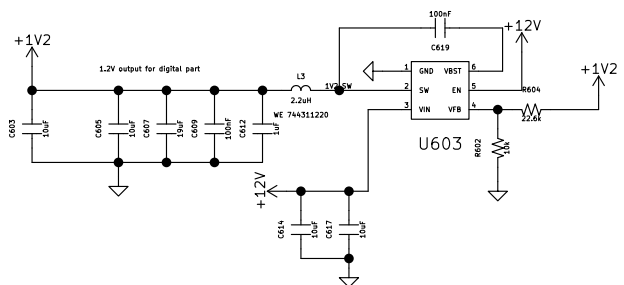 100nF
C619
+12V
+1V2
1.2V output for digital part
L3
2.2uH
WE 744311220
1V2_SW
1 GND VBST 6
2 SW EN 5
3 VIN VFB 4
U603
R604
22.6k
+1V2
R602
10k
C603
10uF
C605
10uF
C607
19uF
C609
100nF
C612
1uF
+12V
C614
10uF
C617
10uF